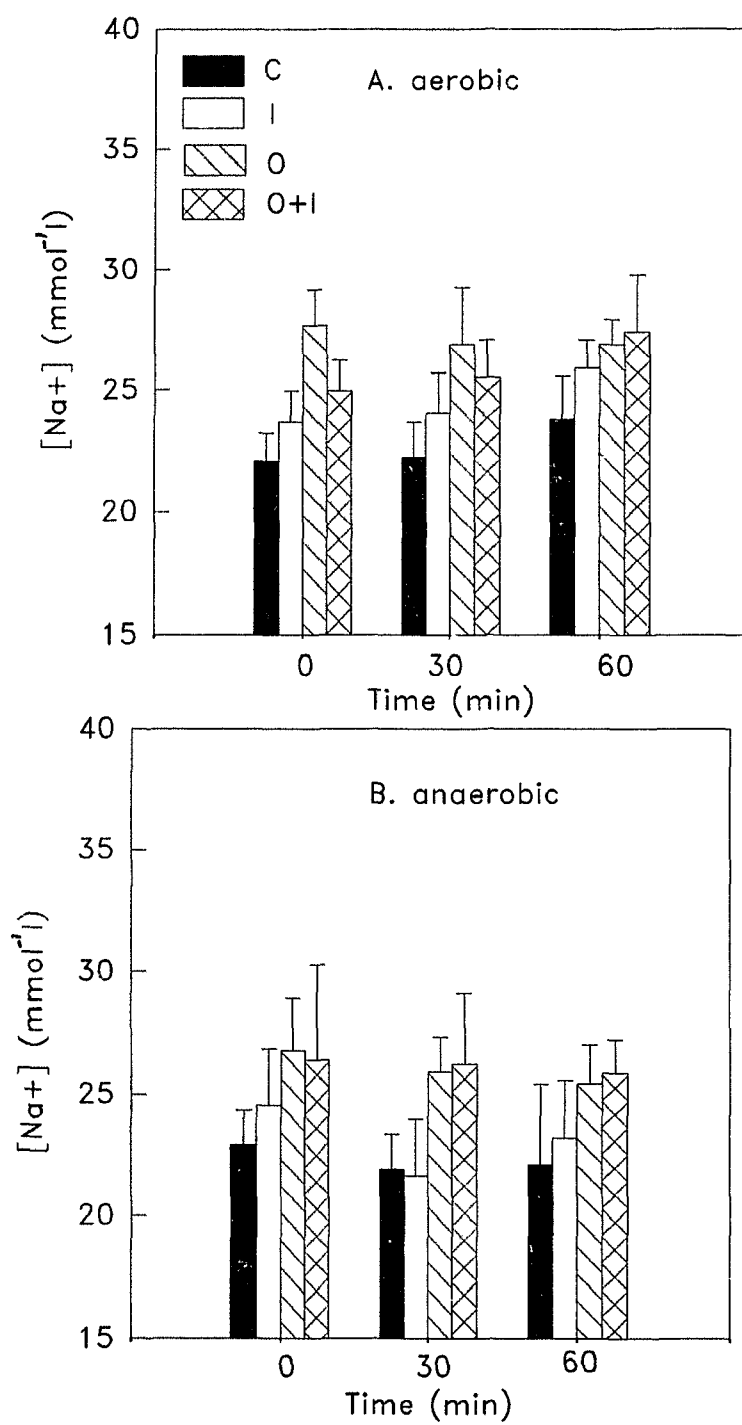 40
C
A. aerobic
I
35
O
O+I
30
25
20
15
[Na+] (mmol⁻¹l)
0 30 60
Time (min)
40
B. anaerobic
35
30
25
20
15
[Na+] (mmol⁻¹l)
0 30 60
Time (min)